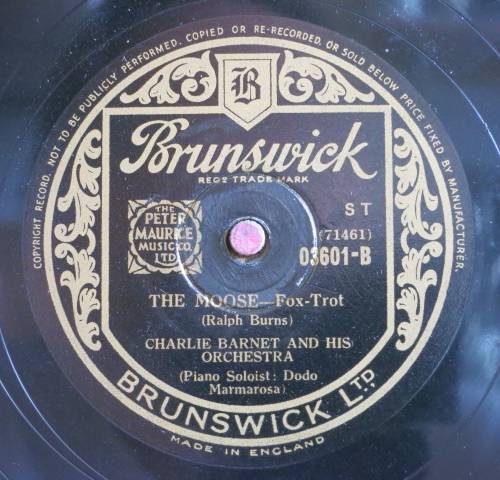 COPYRIGHT RECORD. NOT TO BE PUBLICLY PERFORMED, COPIED OR RE-RECORDED, OR SOLD BELOW PRICE FIXED BY MANUFACTURER.
B
Brunswick
REGD TRADE MARK
THE
PETER
MAURICE
MUSIC CO.
LTD
ST
(71461)
03601-B
THE MOOSE—Fox-Trot
(Ralph Burns)
CHARLIE BARNET AND HIS
ORCHESTRA
(Piano Soloist: Dodo
Marmarosa)
BRUNSWICK LTD.
MADE IN ENGLAND